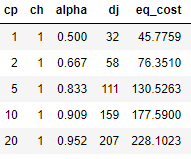 cp ch alpha dj eq_cost
1 1 0.500 32 45.7759
2 1 0.667 58 76.3510
5 1 0.833 111 130.5263
10 1 0.909 159 177.5900
20 1 0.952 207 228.1023